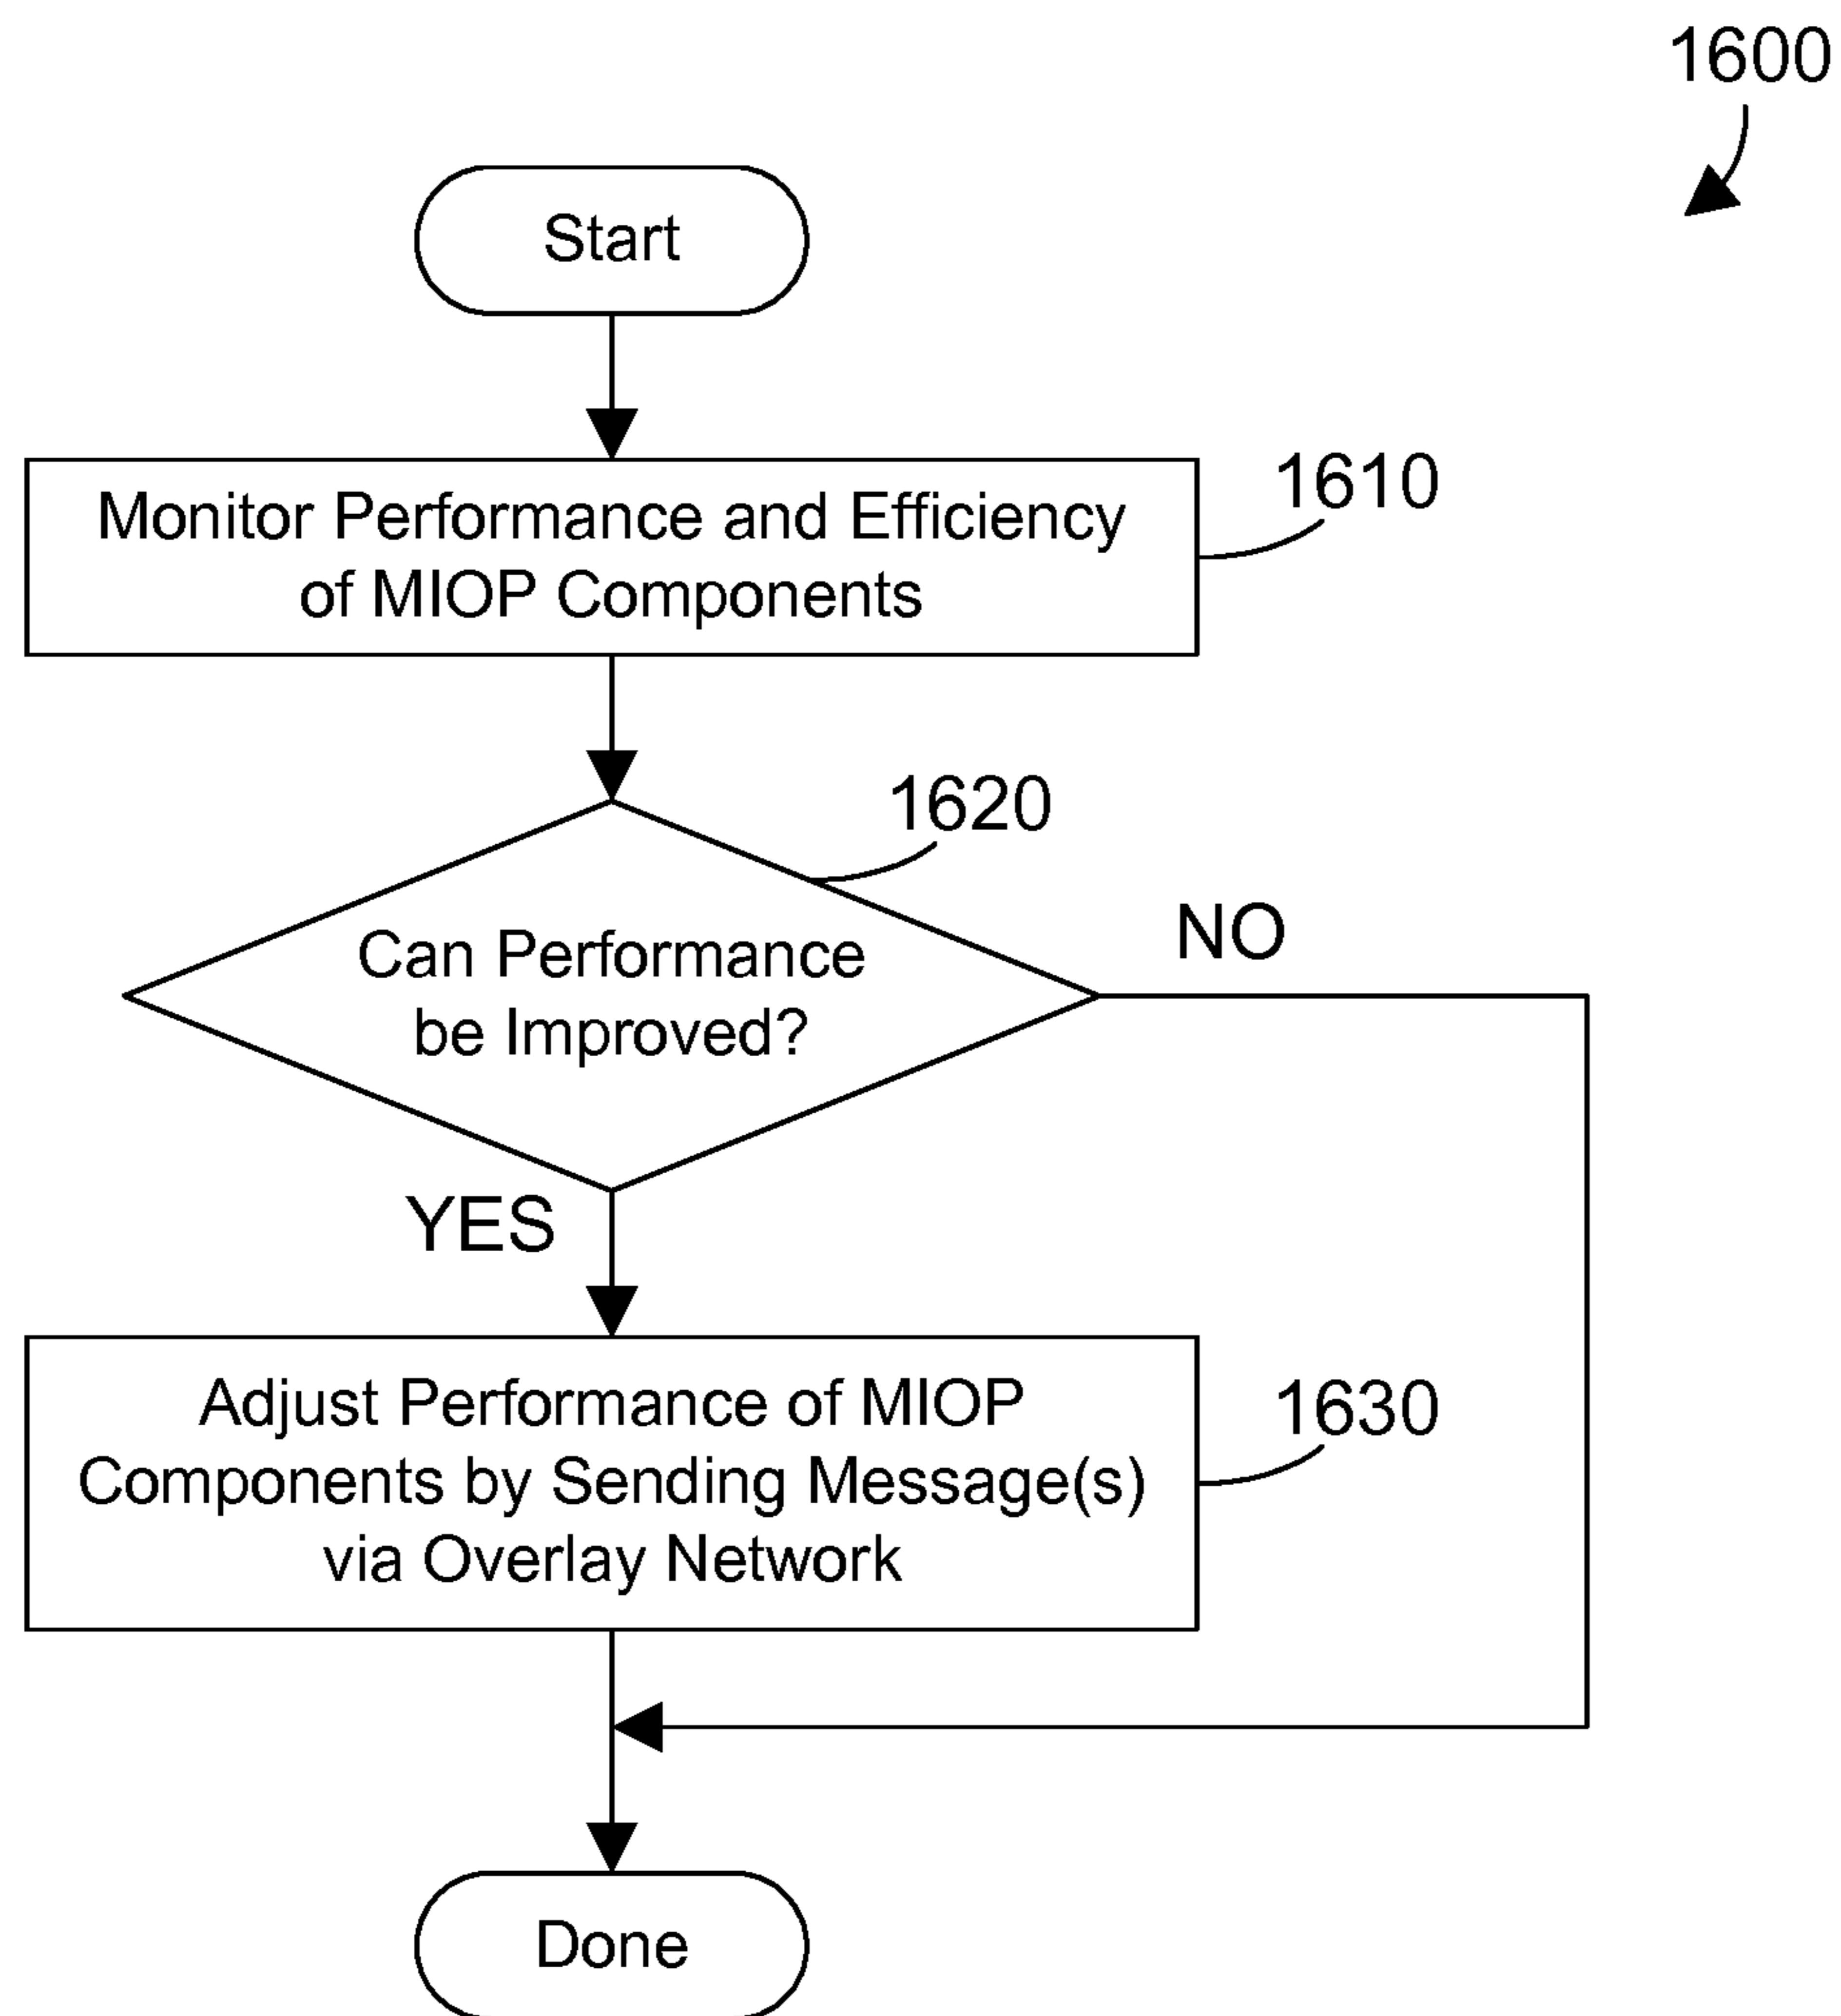 1600
Start
Monitor Performance and Efficiency
of MIOP Components
1610
1620
Can Performance
be Improved?
NO
YES
Adjust Performance of MIOP
Components by Sending Message(s)
via Overlay Network
1630
Done